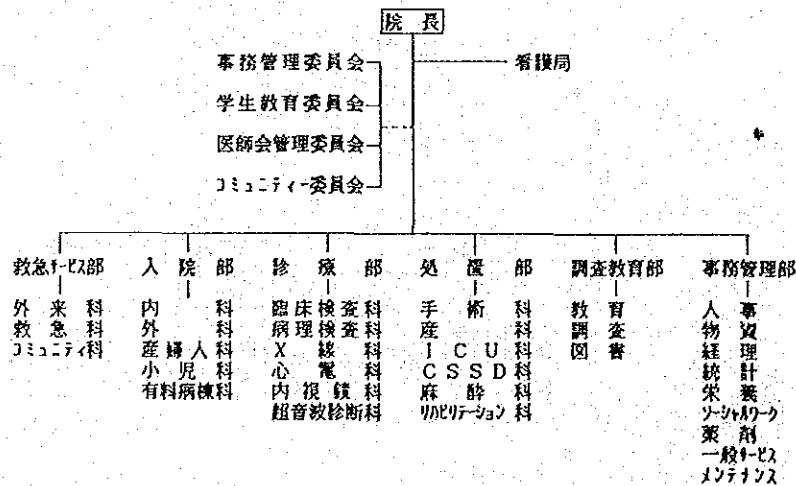 院長
事務管理委員会
看護局
学生教育委員会
医師会管理委員会
コミュニティー委員会
救急サービス部 入院部 診療部 処置部 調査教育部 事務管理部
外来科 内科 臨床検査科 手術科 教育 人事
救急科 外科 病理検査科 産科 調査 物資
コミュニティ科 産婦人科 X線科 ICU科 図書 経理
小児科 心電科 CSSD科 統計
有料病棟科 内視鏡科 麻酔科 栄養
超音波診断科 リハビリテーション科 ソーシャルワーク
薬剤
一般サービス
メンテナンス